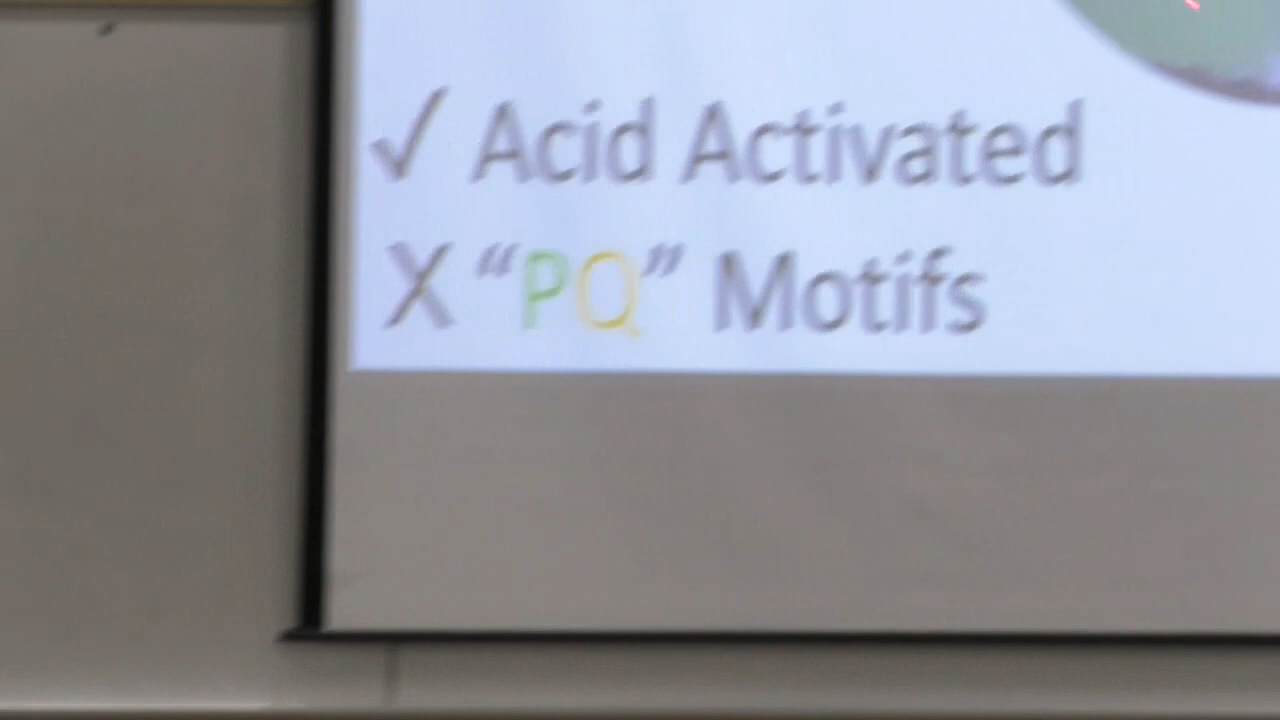 ✓ Acid Activated
X “PQ” Motifs